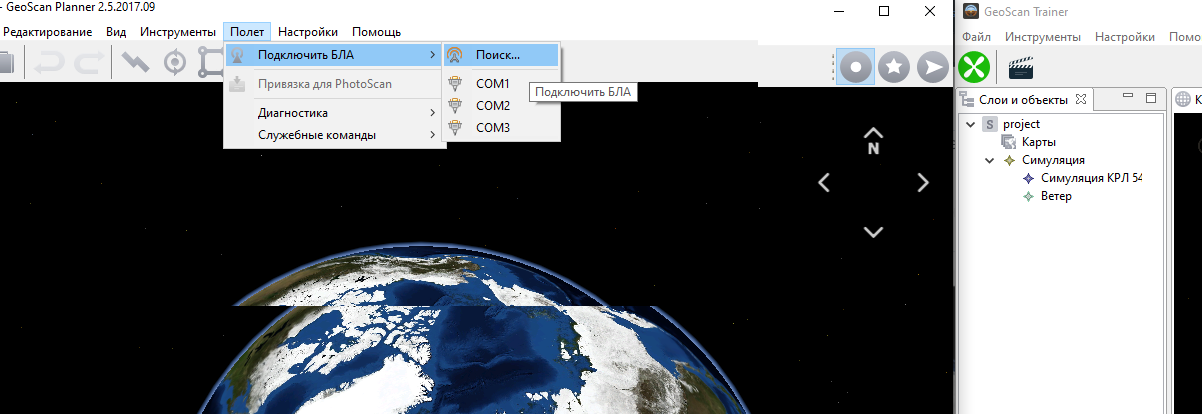 - GeoScan Planner 2.5.2017.09
Редактирование Вид Инструменты Полет Настройки Помощь
Подключить БЛА
Привязка для PhotoScan
Диагностика
Служебные команды
Поиск...
COM1
COM2
COM3
Подключить БЛА
N
GeoScan Trainer
Файл Инструменты Настройки Помо
Слои и объекты К
S project
Карты
Симуляция
Симуляция КРЛ 54
Ветер